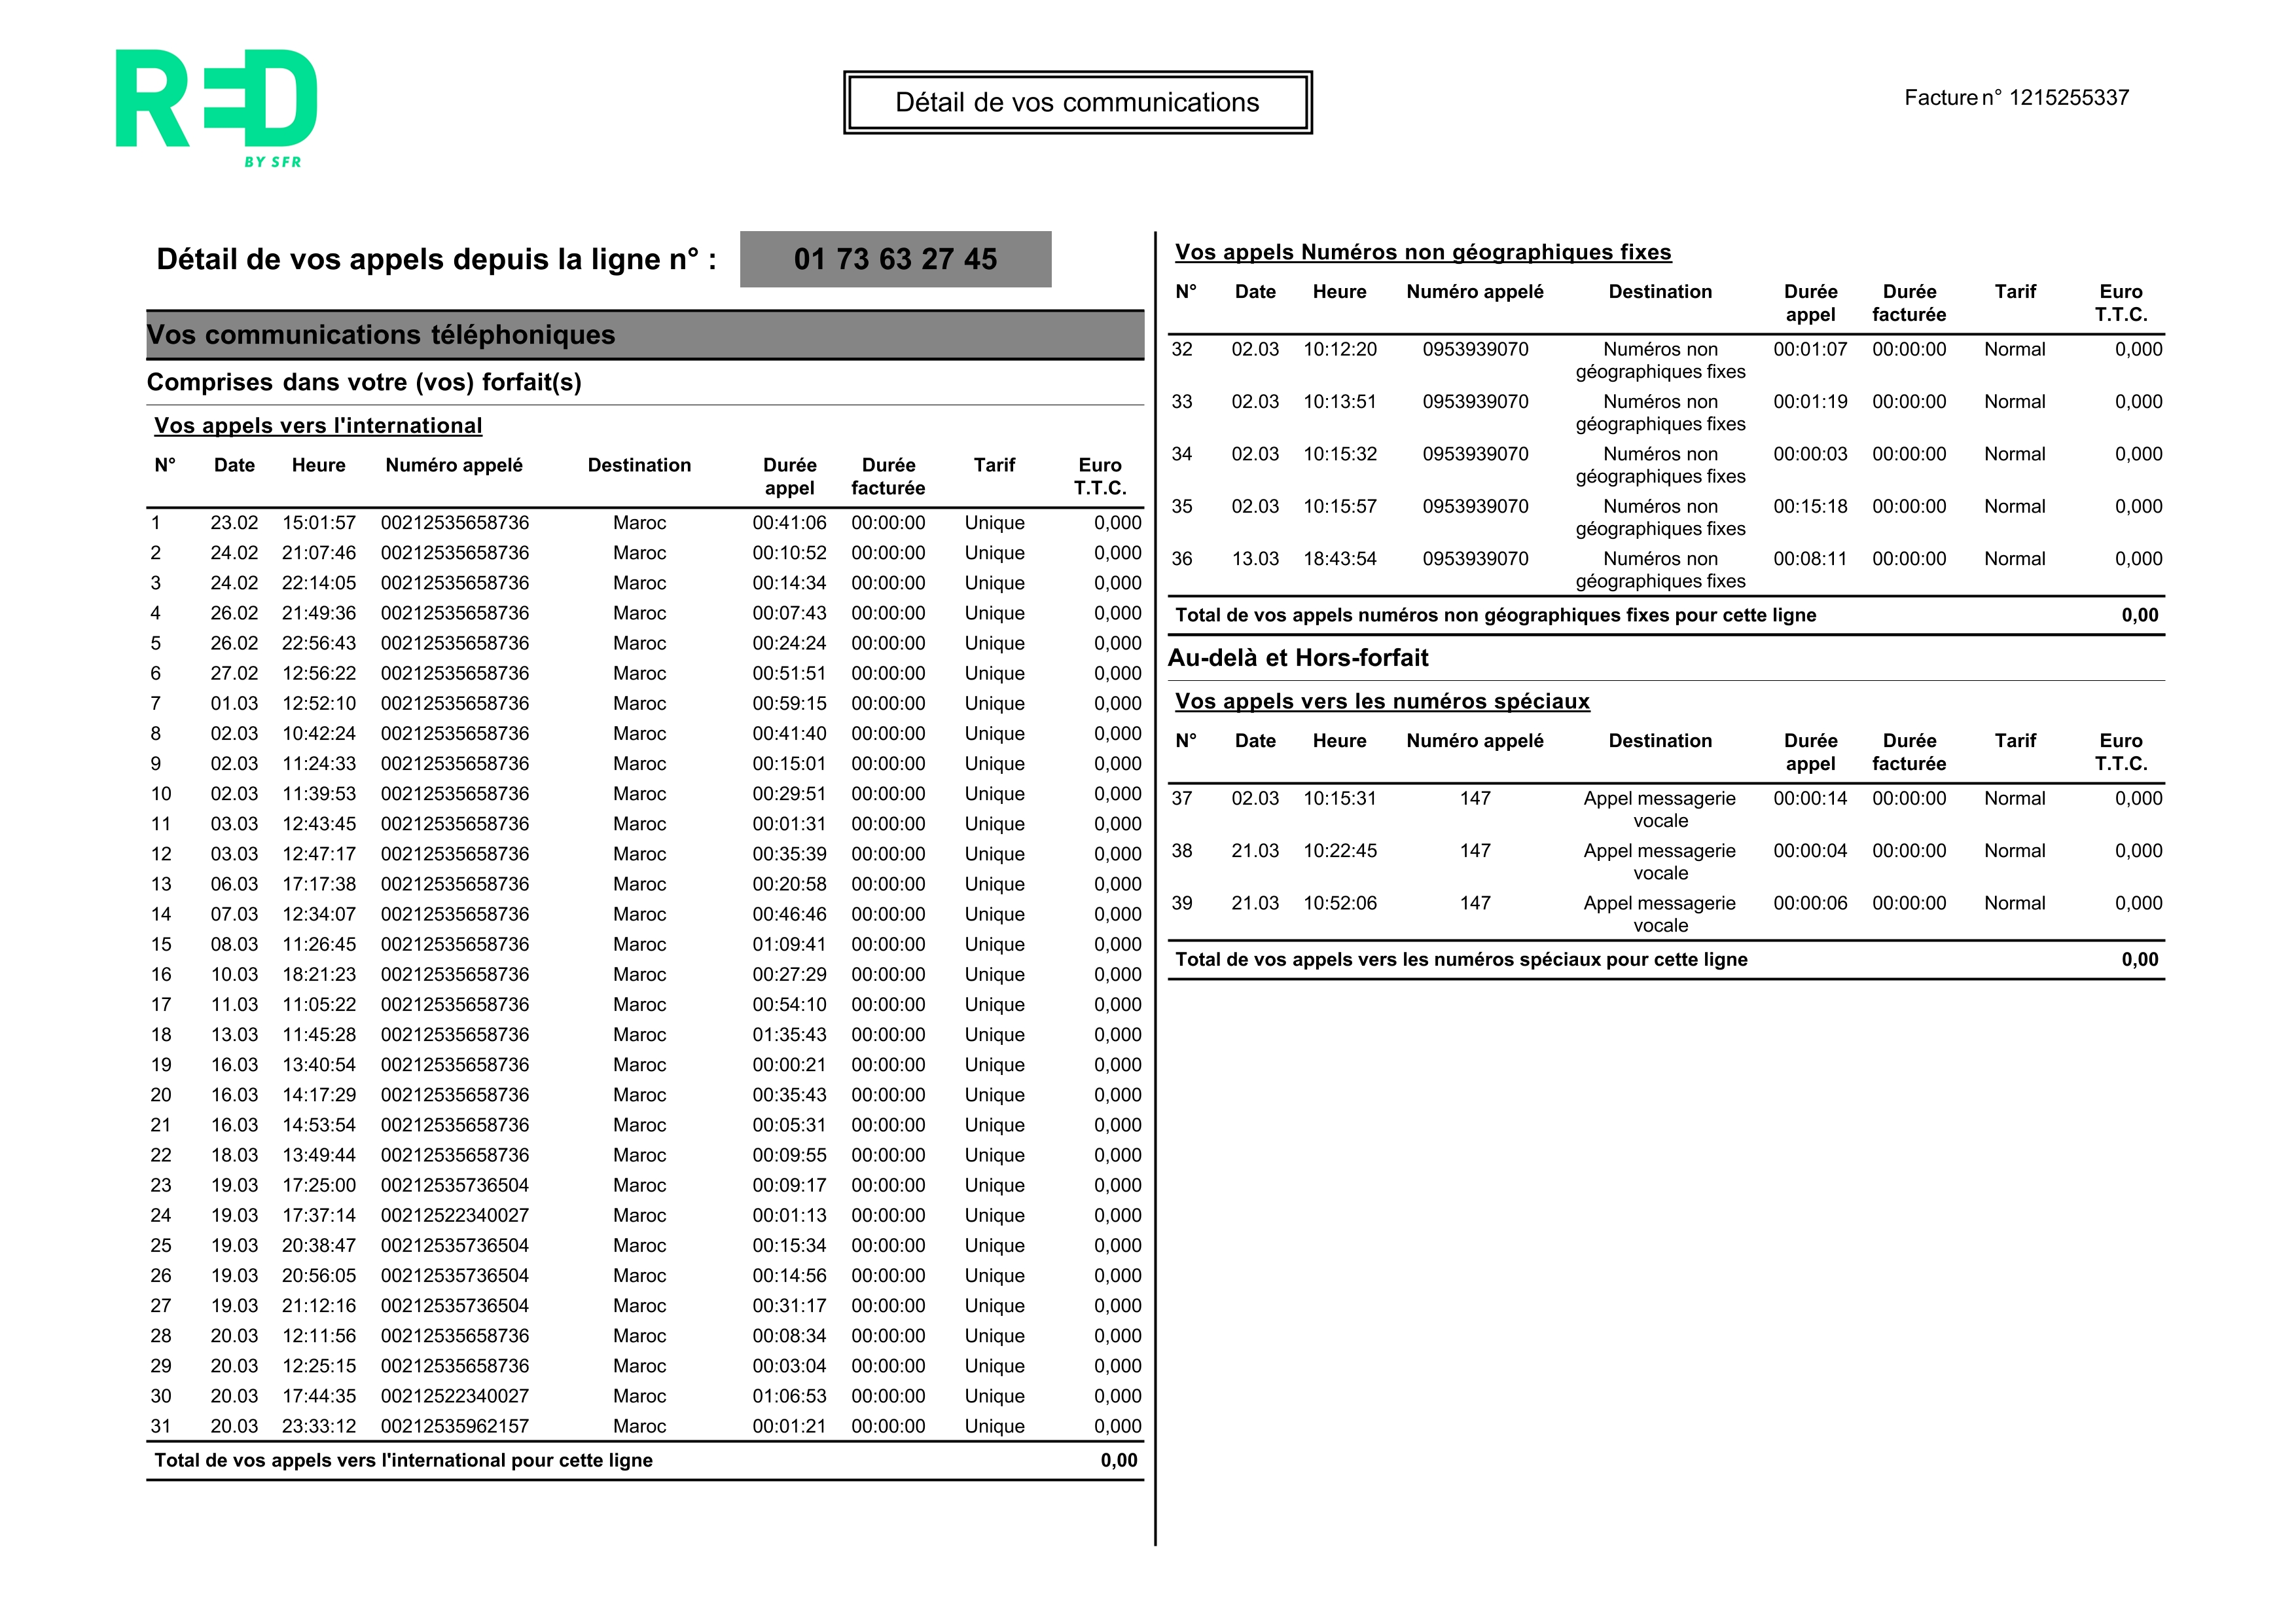 RED
BY SFR
Détail de vos communications
Facture n° 1215255337
Détail de vos appels depuis la ligne n° : 01 73 63 27 45
Vos communications téléphoniques
Comprises dans votre (vos) forfait(s)
Vos appels vers l'international
N° Date Heure Numéro appelé Destination Durée Durée Tarif Euro
appel facturée T.T.C.
1 23.02 15:01:57 00212535658736 Maroc 00:41:06 00:00:00 Unique 0,000
2 24.02 21:07:46 00212535658736 Maroc 00:10:52 00:00:00 Unique 0,000
3 24.02 22:14:05 00212535658736 Maroc 00:14:34 00:00:00 Unique 0,000
4 26.02 21:49:36 00212535658736 Maroc 00:07:43 00:00:00 Unique 0,000
5 26.02 22:56:43 00212535658736 Maroc 00:24:24 00:00:00 Unique 0,000
6 27.02 12:56:22 00212535658736 Maroc 00:51:51 00:00:00 Unique 0,000
7 01.03 12:52:10 00212535658736 Maroc 00:59:15 00:00:00 Unique 0,000
8 02.03 10:42:24 00212535658736 Maroc 00:41:40 00:00:00 Unique 0,000
9 02.03 11:24:33 00212535658736 Maroc 00:15:01 00:00:00 Unique 0,000
10 02.03 11:39:53 00212535658736 Maroc 00:29:51 00:00:00 Unique 0,000
11 03.03 12:43:45 00212535658736 Maroc 00:01:31 00:00:00 Unique 0,000
12 03.03 12:47:17 00212535658736 Maroc 00:35:39 00:00:00 Unique 0,000
13 06.03 17:17:38 00212535658736 Maroc 00:20:58 00:00:00 Unique 0,000
14 07.03 12:34:07 00212535658736 Maroc 00:46:46 00:00:00 Unique 0,000
15 08.03 11:26:45 00212535658736 Maroc 01:09:41 00:00:00 Unique 0,000
16 10.03 18:21:23 00212535658736 Maroc 00:27:29 00:00:00 Unique 0,000
17 11.03 11:05:22 00212535658736 Maroc 00:54:10 00:00:00 Unique 0,000
18 13.03 11:45:28 00212535658736 Maroc 01:35:43 00:00:00 Unique 0,000
19 16.03 13:40:54 00212535658736 Maroc 00:00:21 00:00:00 Unique 0,000
20 16.03 14:17:29 00212535658736 Maroc 00:35:43 00:00:00 Unique 0,000
21 16.03 14:53:54 00212535658736 Maroc 00:05:31 00:00:00 Unique 0,000
22 18.03 13:49:44 00212535658736 Maroc 00:09:55 00:00:00 Unique 0,000
23 19.03 17:25:00 00212535736504 Maroc 00:09:17 00:00:00 Unique 0,000
24 19.03 17:37:14 00212522340027 Maroc 00:01:13 00:00:00 Unique 0,000
25 19.03 20:38:47 00212535736504 Maroc 00:15:34 00:00:00 Unique 0,000
26 19.03 20:56:05 00212535736504 Maroc 00:14:56 00:00:00 Unique 0,000
27 19.03 21:12:16 00212535736504 Maroc 00:31:17 00:00:00 Unique 0,000
28 20.03 12:11:56 00212535658736 Maroc 00:08:34 00:00:00 Unique 0,000
29 20.03 12:25:15 00212535658736 Maroc 00:03:04 00:00:00 Unique 0,000
30 20.03 17:44:35 00212522340027 Maroc 01:06:53 00:00:00 Unique 0,000
31 20.03 23:33:12 00212535962157 Maroc 00:01:21 00:00:00 Unique 0,000
Total de vos appels vers l'international pour cette ligne 0,00
Vos appels Numéros non géographiques fixes
N° Date Heure Numéro appelé Destination Durée Durée Tarif Euro
appel facturée T.T.C.
32 02.03 10:12:20 0953939070 Numéros non 00:01:07 00:00:00 Normal 0,000
géographiques fixes
33 02.03 10:13:51 0953939070 Numéros non 00:01:19 00:00:00 Normal 0,000
géographiques fixes
34 02.03 10:15:32 0953939070 Numéros non 00:00:03 00:00:00 Normal 0,000
géographiques fixes
35 02.03 10:15:57 0953939070 Numéros non 00:15:18 00:00:00 Normal 0,000
géographiques fixes
36 13.03 18:43:54 0953939070 Numéros non 00:08:11 00:00:00 Normal 0,000
géographiques fixes
Total de vos appels numéros non géographiques fixes pour cette ligne 0,00
Au-delà et Hors-forfait
Vos appels vers les numéros spéciaux
N° Date Heure Numéro appelé Destination Durée Durée Tarif Euro
appel facturée T.T.C.
37 02.03 10:15:31 147 Appel messagerie 00:00:14 00:00:00 Normal 0,000
vocale
38 21.03 10:22:45 147 Appel messagerie 00:00:04 00:00:00 Normal 0,000
vocale
39 21.03 10:52:06 147 Appel messagerie 00:00:06 00:00:00 Normal 0,000
vocale
Total de vos appels vers les numéros spéciaux pour cette ligne 0,00